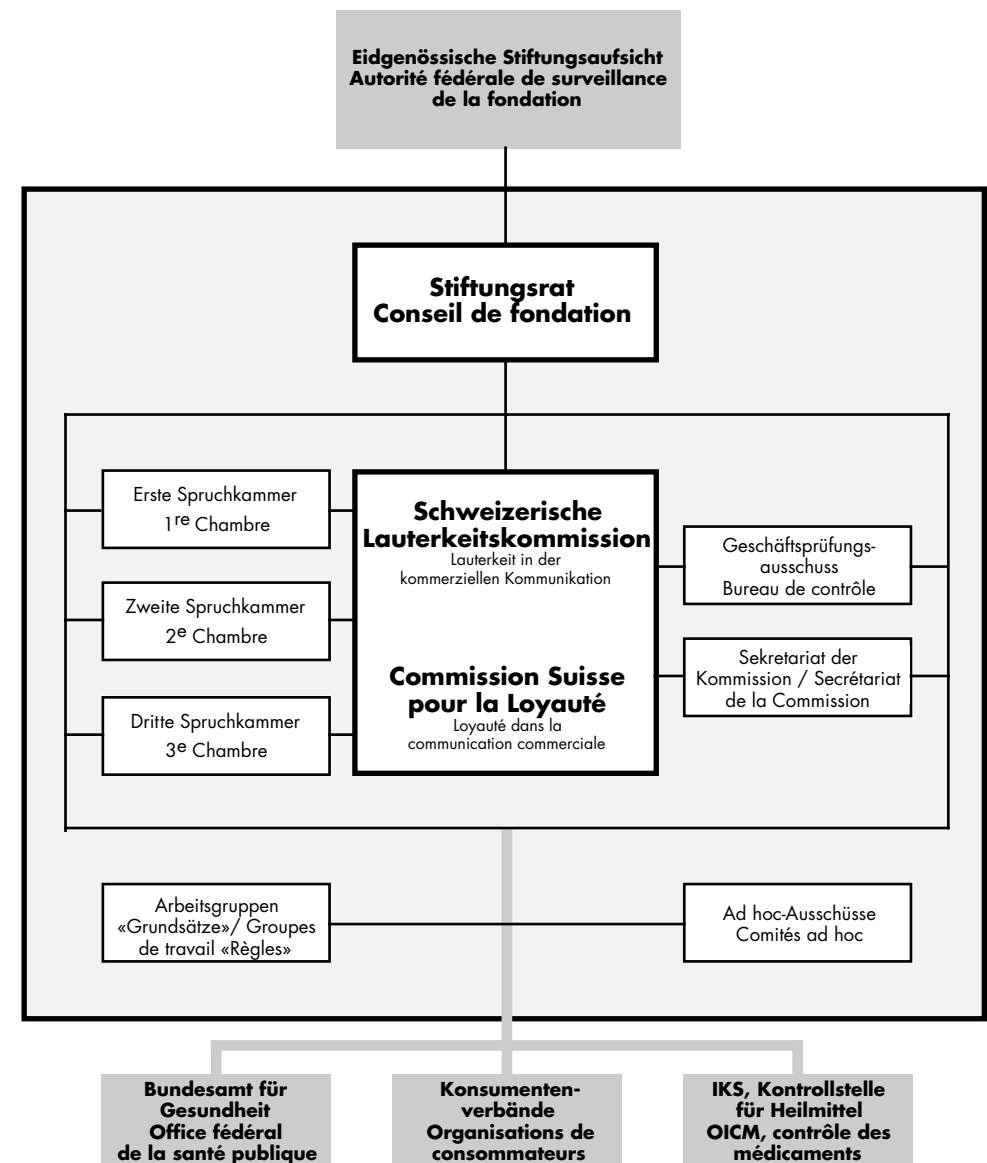 Eidgenössische Stiftungsaufsicht
Autorité fédérale de surveillance
de la fondation
Stiftungsrat
Conseil de fondation
Erste Spruchkammer
1re Chambre
Zweite Spruchkammer
2e Chambre
Dritte Spruchkammer
3e Chambre
Schweizerische
Lauterkeitskommission
Lauterkeit in der
kommerziellen Kommunikation
Commission Suisse
pour la Loyauté
Loyauté dans la
communication commerciale
Geschäftsprüfungs-
ausschuss
Bureau de contrôle
Sekretariat der
Kommission / Secrétariat
de la Commission
Arbeitsgruppen
«Grundsätze»/ Groupes
de travail «Règles»
Ad hoc-Ausschüsse
Comités ad hoc
Bundesamt für
Gesundheit
Office fédéral
de la santé publique
Konsumenten-
verbände
Organisations de
consommateurs
IKS, Kontrollstelle
für Heilmittel
OICM, contrôle des
médicaments